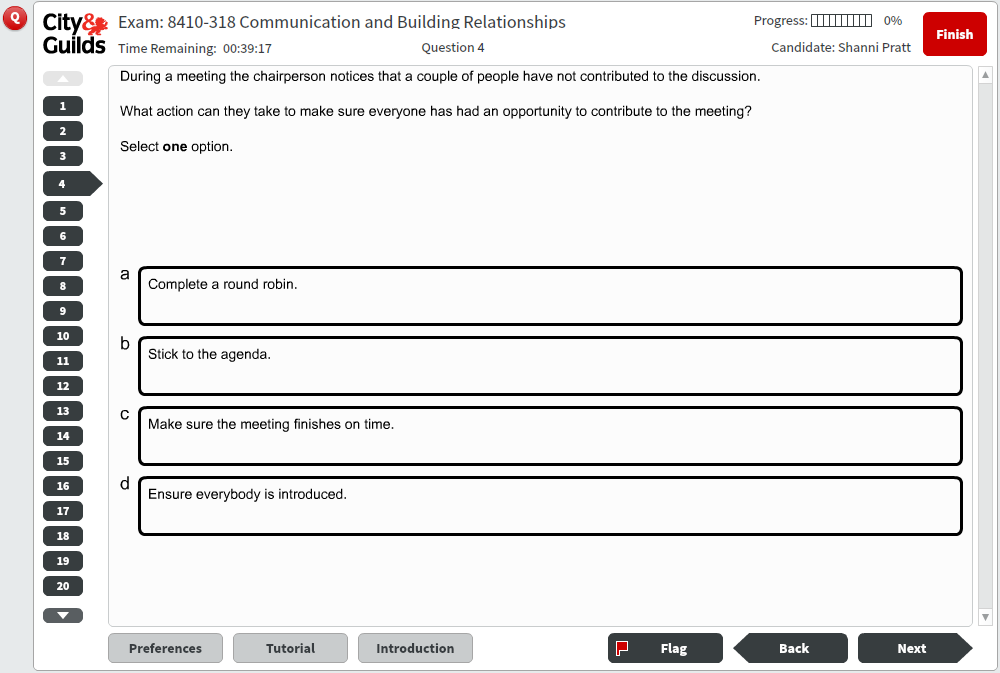 Q
City&
Guilds
Exam: 8410-318 Communication and Building Relationships
Time Remaining: 00:39:17
Question 4
Progress:
0%
Candidate: Shanni Pratt
Finish
1
2
3
4
5
6
7
8
9
10
11
12
13
14
15
16
17
18
19
20
During a meeting the chairperson notices that a couple of people have not contributed to the discussion.
What action can they take to make sure everyone has had an opportunity to contribute to the meeting?
Select one option.
a
Complete a round robin.
b
Stick to the agenda.
c
Make sure the meeting finishes on time.
d
Ensure everybody is introduced.
Preferences
Tutorial
Introduction
Flag
Back
Next